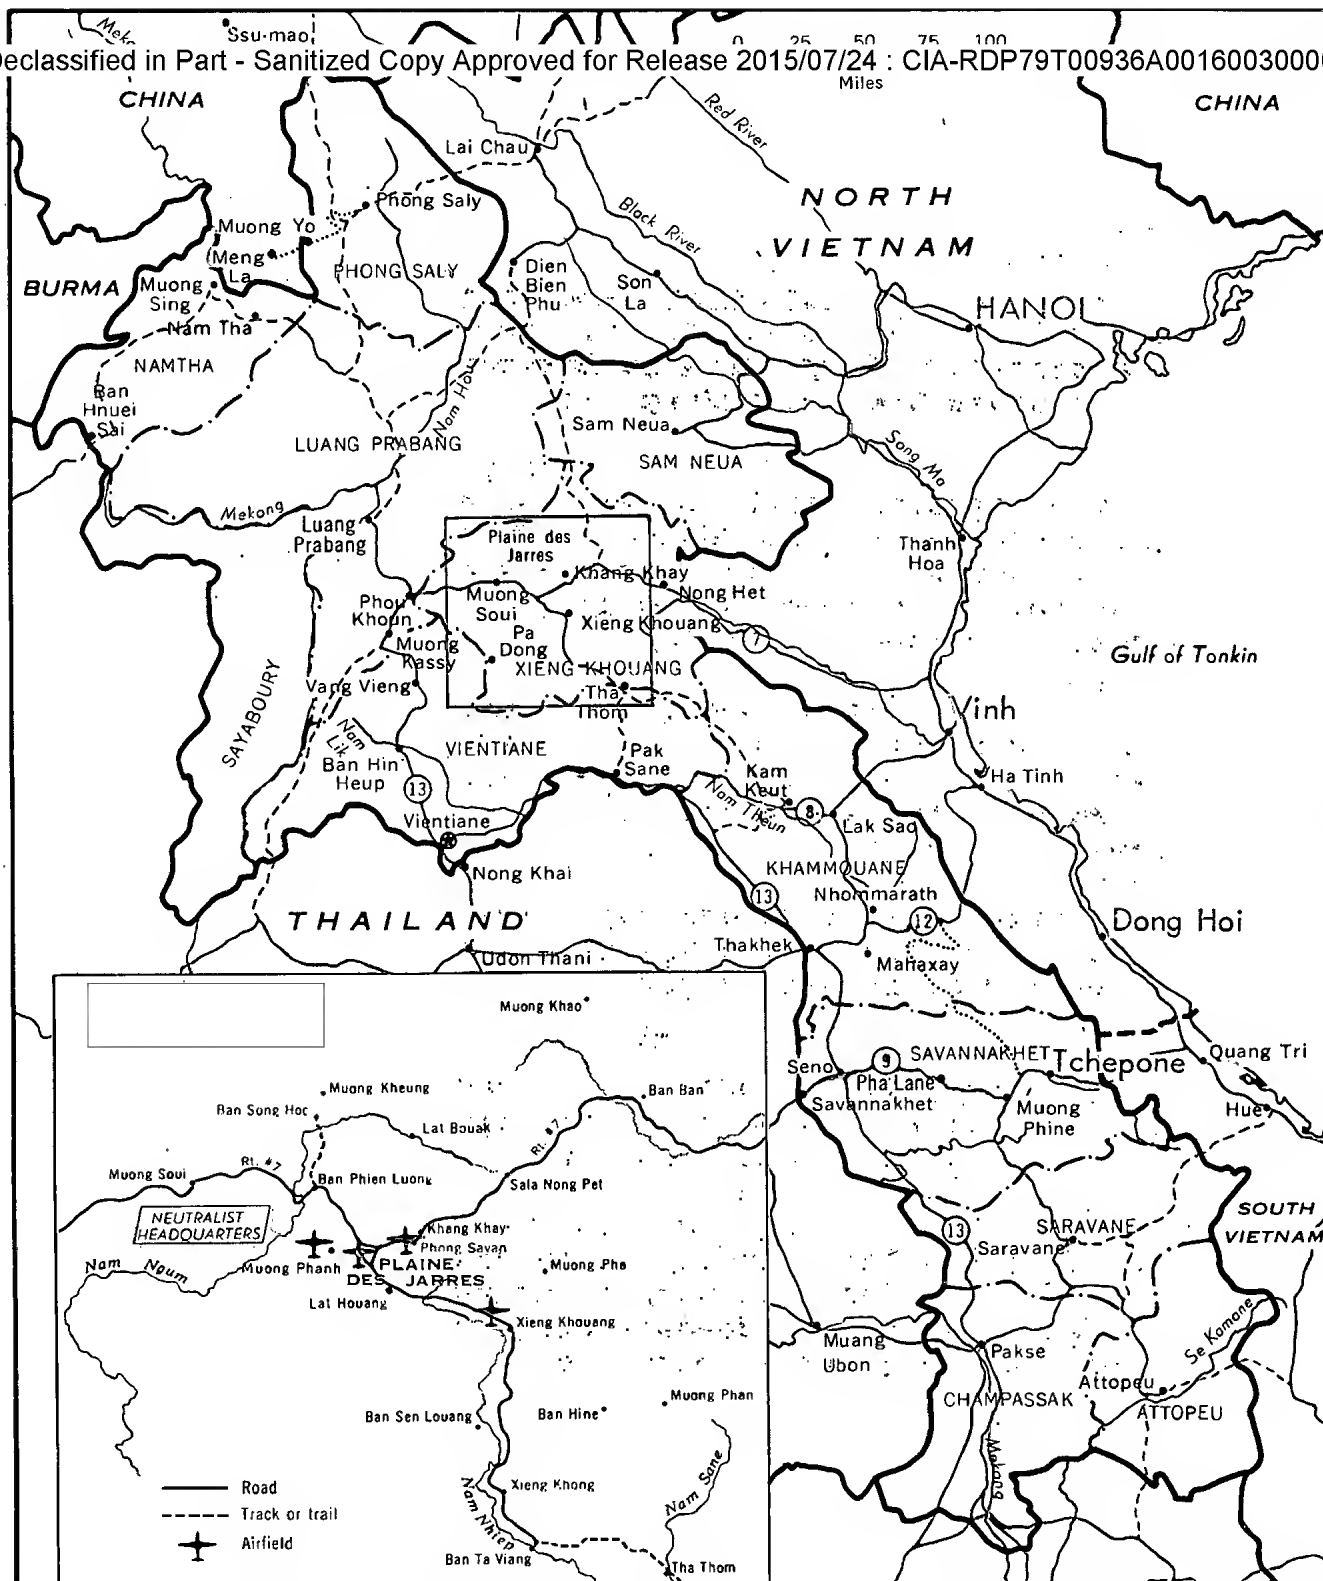 Mek
Ssu-mao
0 25 50 75 100
eclassified in Part - Sanitized Copy Approved for Release 2015/07/24 : CIA-RDP79T00936A00160030000
Miles
CHINA
CHINA
Red River
Lai Chau
NORTH
VIETNAM
Phong Saly
Black River
Muong Yo
Meng
La
PHONG SALY
Dien
Bien
Phu
Son
La
BURMA
Muong
Sing
Nam Tha
HANOI
NAMTHA
Ban
Hnuei
Sai
Nam Hou
LUANG PRABANG
Sam Neua
SAM NEUA
Song Ma
Mekong
Luang
Prabang
Plaine des
Jarres
Thanh
Hoa
Khang Khay
Nong Het
Muong
Soui
Phou
Khoun
Xieng Khouang
7
Muong
Kassy
Pa
Dong
XIENG KHOUANG
Gulf of Tonkin
Vang Vieng
Tha
Thom
SAYABOURY
Vinh
Nam
Lik
VIENTIANE
Ban Hin
Heup
Pak
Sane
Kam
Keut
Ha Tinh
13
Nam Theun
8
Lak Sao
Vientiane
Nong Khai
KHAMMOUANE
Nhommarath
13
12
THAILAND
Dong Hoi
Thakhek
Udon Thani
Mahaxay
Muong Khao
SAVANNAKHET
9
Tchepone
Quang Tri
Seno
Pha Lane
Savannakhet
Muong
Phine
Hue
Muong Kheung
Ban Ban
Ban Song Hoc
Lat Bouak
Rt. #7
Muong Soui
Rt. #7
Ban Phien Luong
Sala Nong Pet
NEUTRALIST
HEADQUARTERS
Khang Khay
Phong Savan
Muong Phanh
PLAINE
DES JARRES
Muong Pha
Nam Ngum
Lat Houang
Xieng Khouang
13
SARAVANE
Saravane
SOUTH
VIETNAM
Muang
Ubon
Pakse
Se Kamane
Attopeu
CHAMPASSAK
ATTOPEU
Mekong
Muong Phan
Ban Sen Louang
Ban Hine
Road
Track or trail
Airfield
Xieng Khong
Nam Sane
Nam Nhiep
Ban Ta Viang
Tha Thom